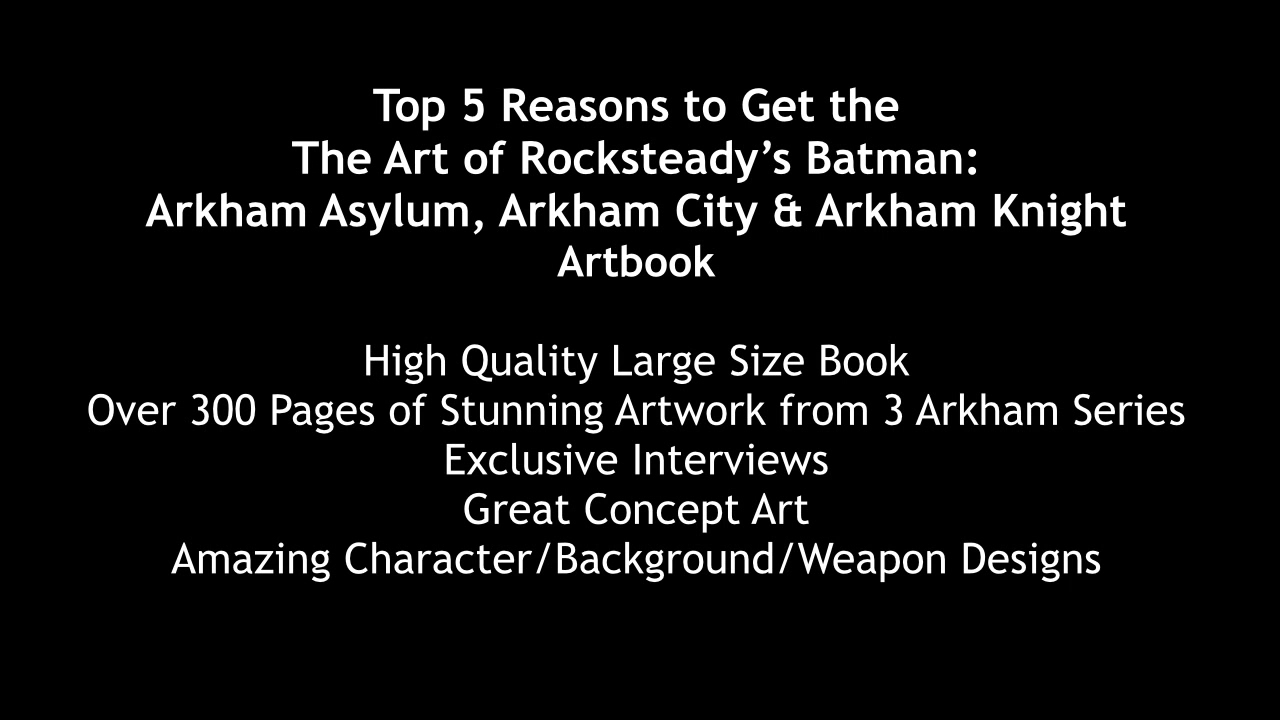 Top 5 Reasons to Get the
The Art of Rocksteady’s Batman:
Arkham Asylum, Arkham City & Arkham Knight
Artbook
High Quality Large Size Book
Over 300 Pages of Stunning Artwork from 3 Arkham Series
Exclusive Interviews
Great Concept Art
Amazing Character/Background/Weapon Designs